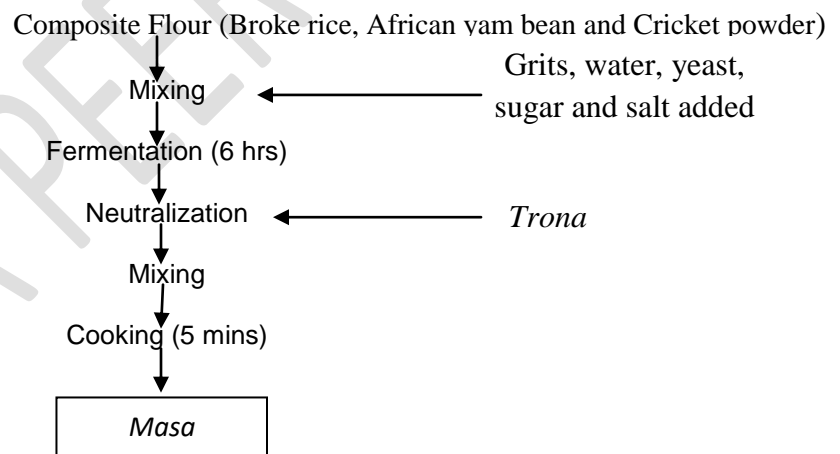 Composite Flour (Broke rice, African yam bean and Cricket powder)
Grits, water, yeast,
Mixing
sugar and salt added
Fermentation (6 hrs)
Neutralization
Trona
Mixing
Cooking (5 mins)
Masa